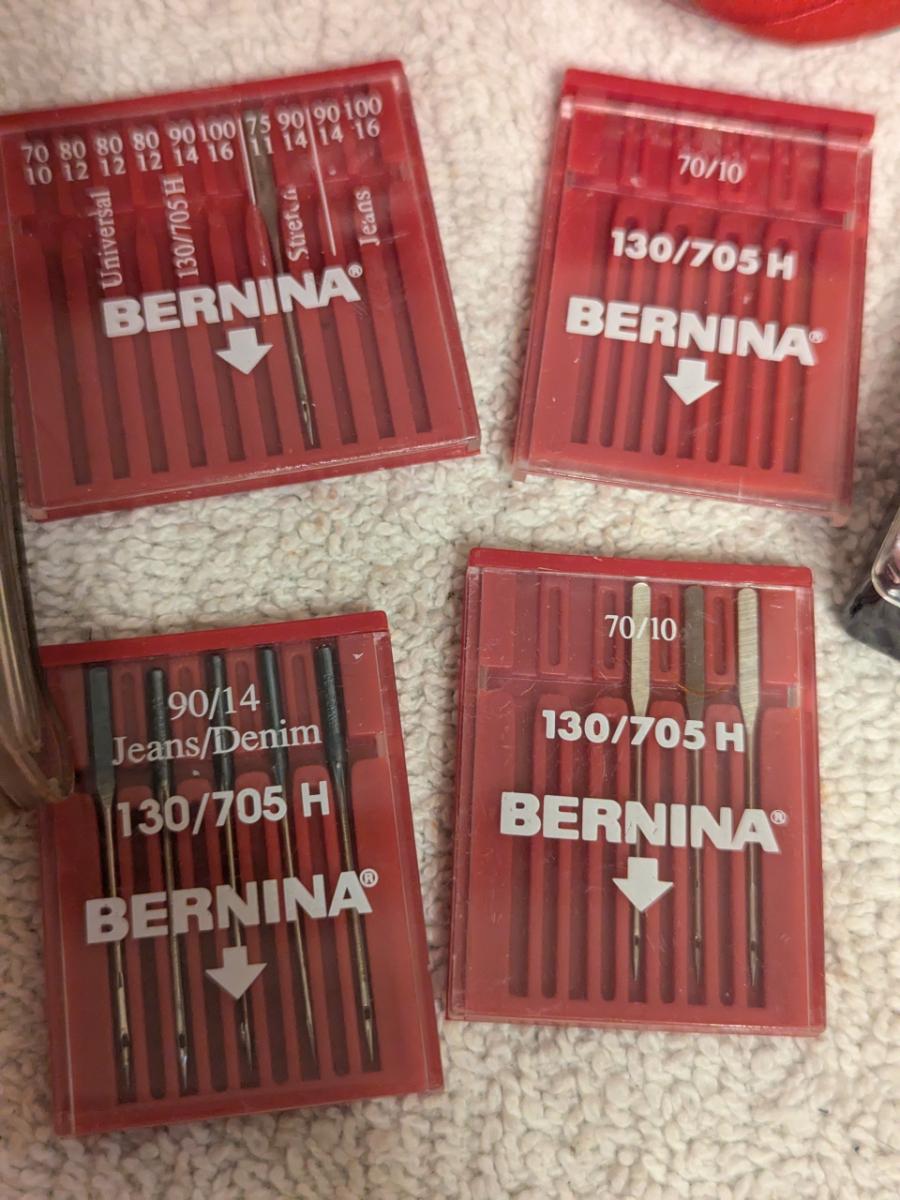 70 80 80 80 90 100 75 90 90 100
10 12 12 12 14 16 11 14 14 16
Universal
130/705 H
Stretch
Jeans
BERNINA®
70/10
130/705 H
BERNINA®
90/14
Jeans/Denim
130/705 H
BERNINA®
70/10
130/705 H
BERNINA®